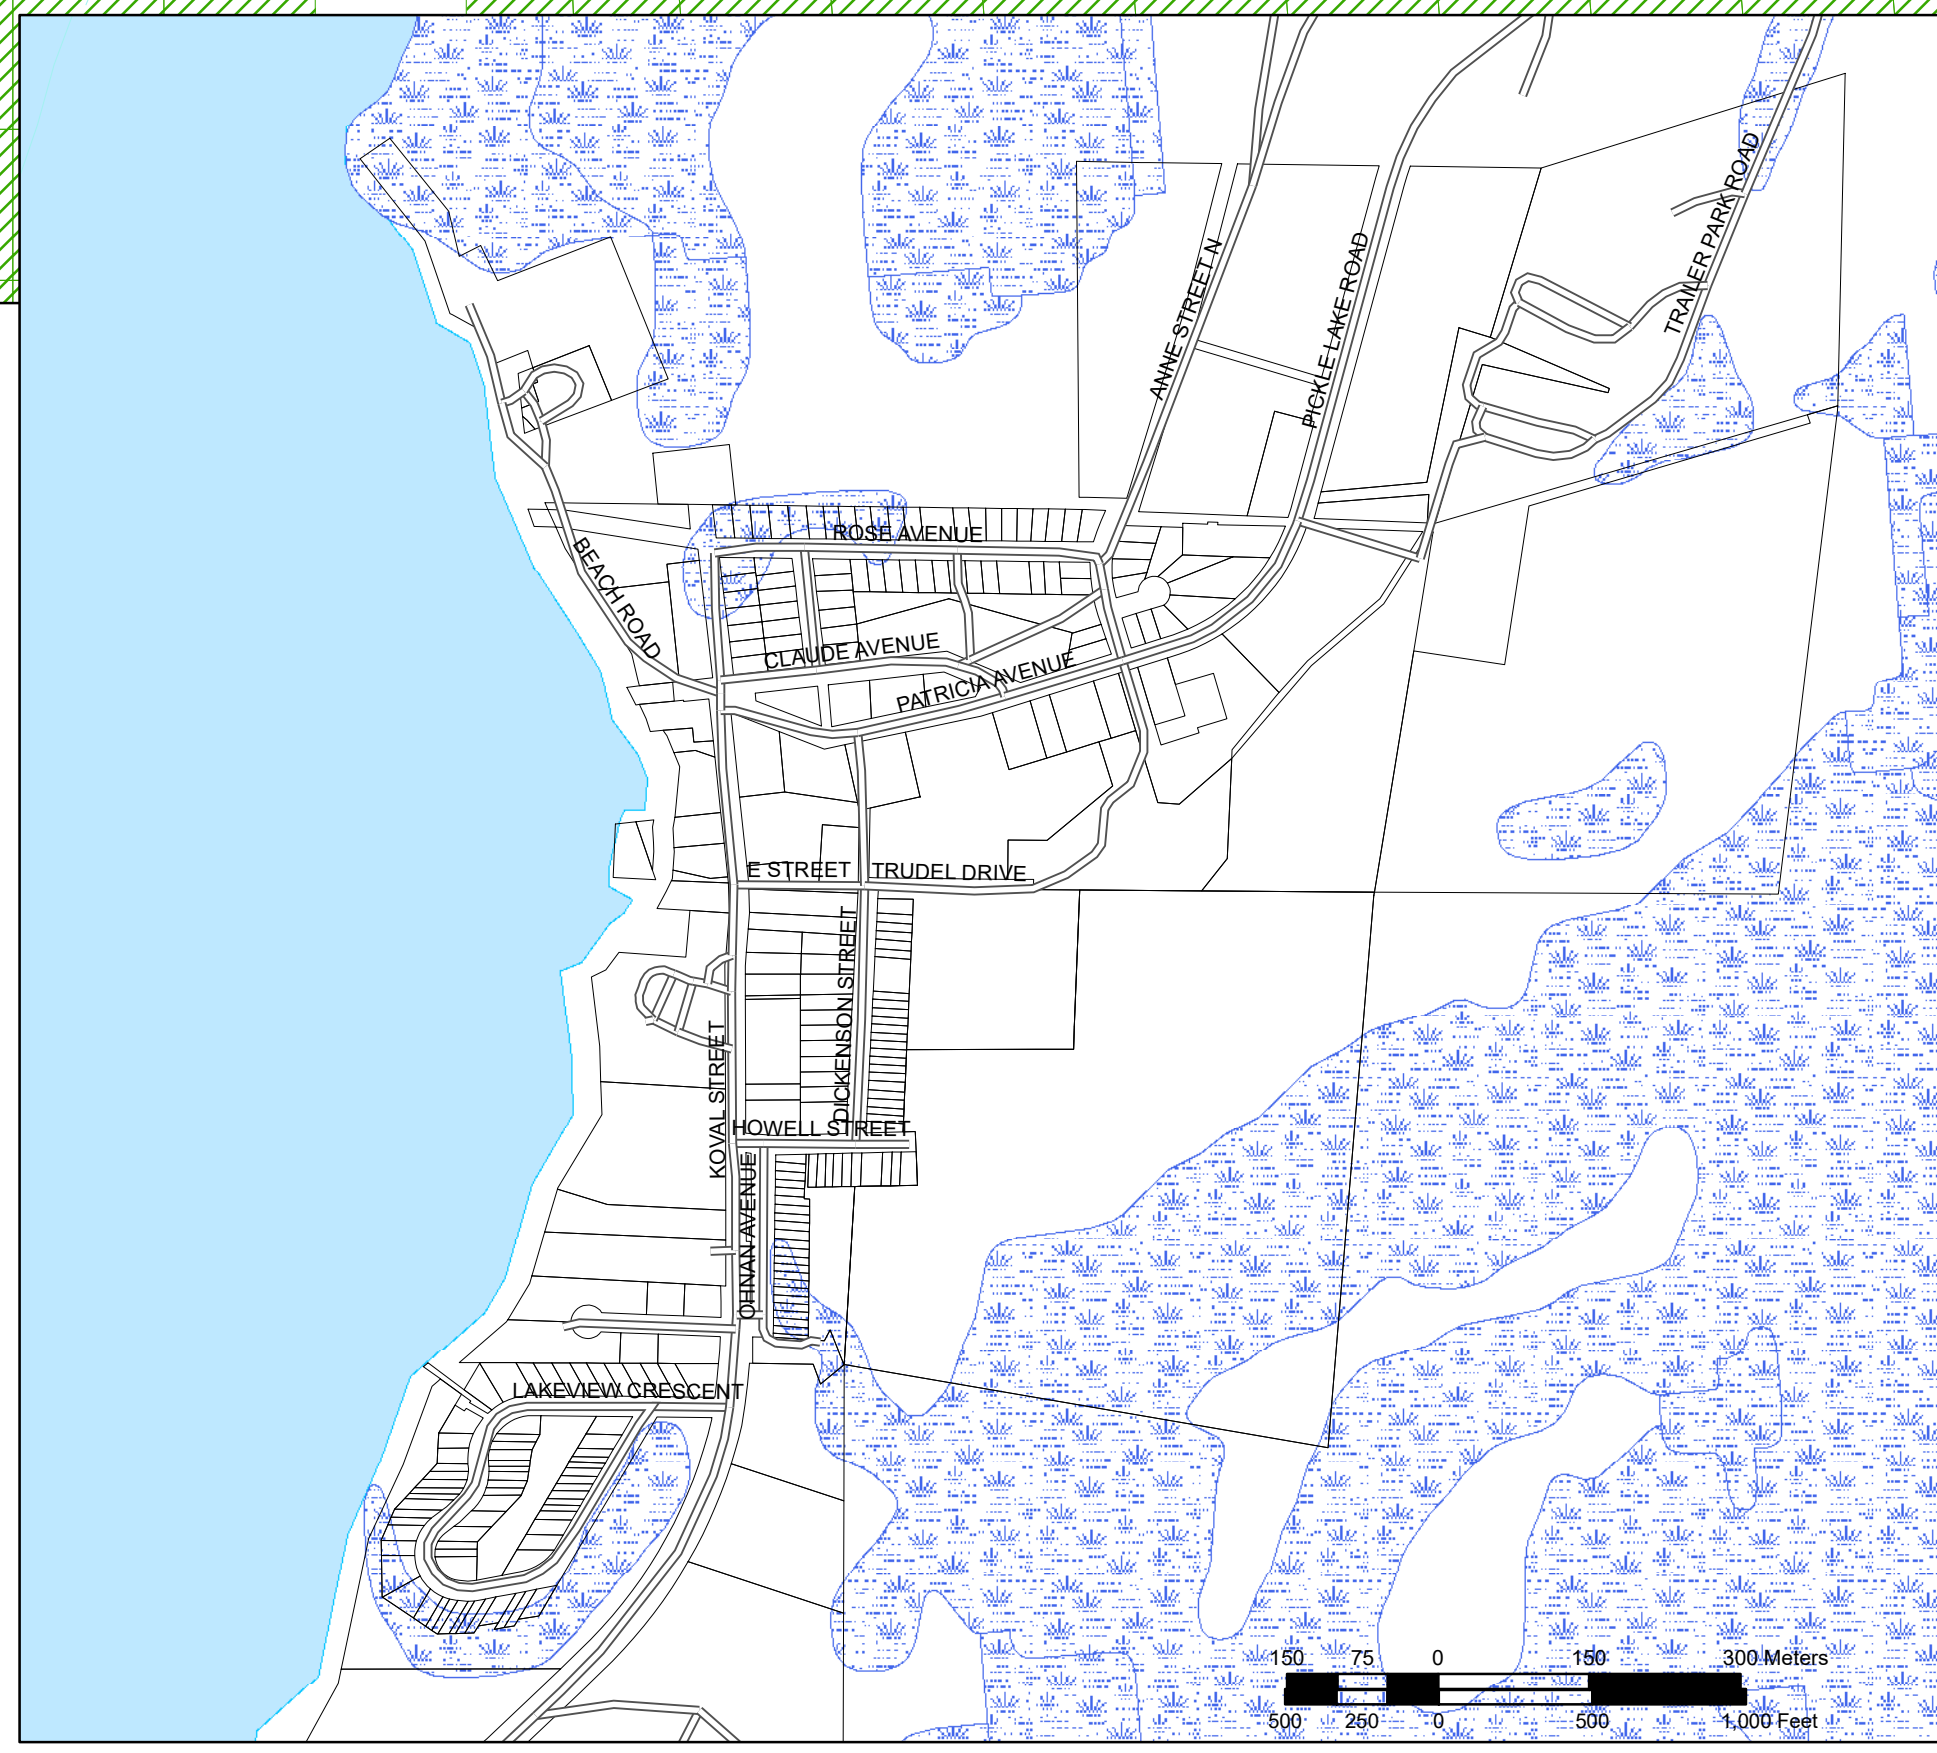 TRAILER PARK ROAD
ANNE STREET N
PICKLE LAKE ROAD
ROSE AVENUE
BEACH ROAD
CLAUDE AVENUE
PATRICIA AVENUE
E STREET
TRUDEL DRIVE
DICKENSON STREET
KOVAL STREET
HOWELL STREET
OHNAN AVENUE
LAKEVIEW CRESCENT
150 75 0 150 300 Meters
500 250 0 500 1,000 Feet